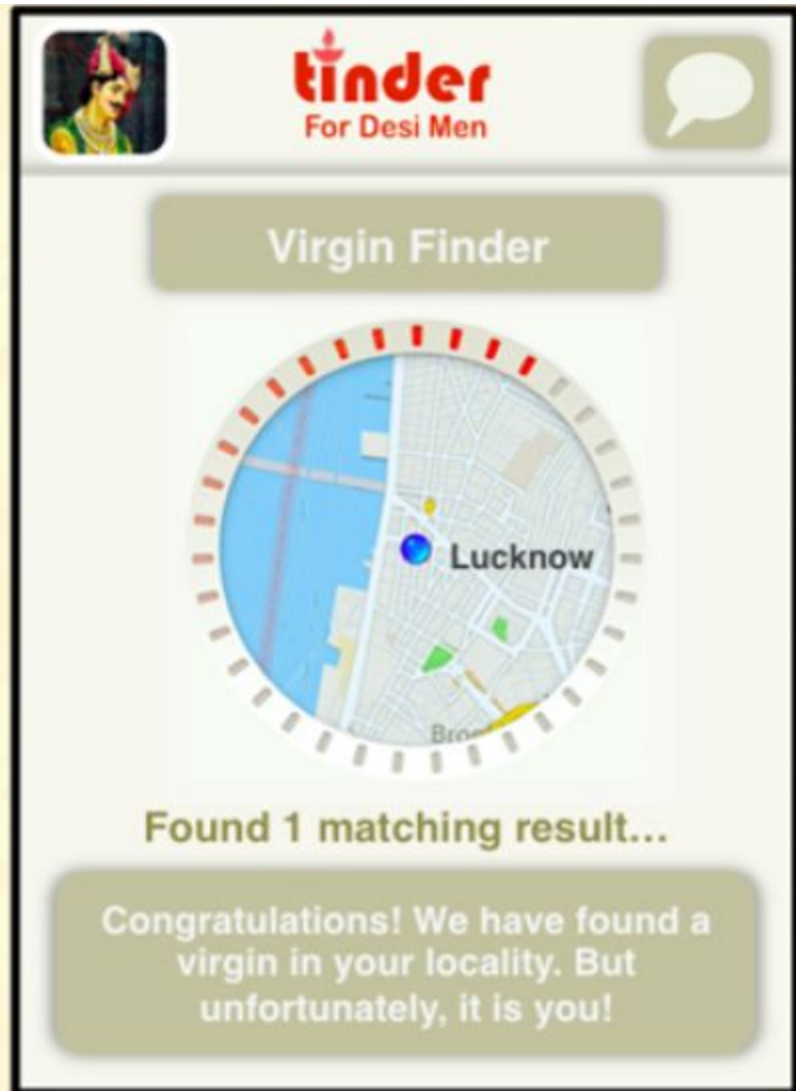 tinder
For Desi Men
Virgin Finder
Lucknow
Found 1 matching result...
Congratulations! We have found a
virgin in your locality. But
unfortunately, it is you!